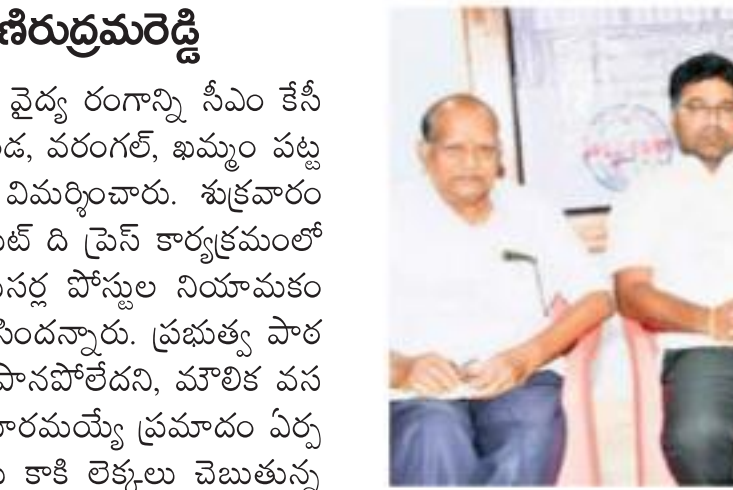 ణిరుద్రమరెడ్డి
వైద్య రంగాన్ని సీఎం కేసీ
డ, వరంగల్, ఖమ్మం పట్ట
విమర్శించారు. శుక్రవారం
ట్ ది ప్రెస్ కార్యక్రమంలో
సర్ల పోస్టుల నియామకం
సిందన్నారు. ప్రభుత్వ పాఠ
పానపోలేదని, మౌలిక వస
ారమయ్యే ప్రమాదం ఏర్ప
కాకి లెక్కలు చెబుతున్న